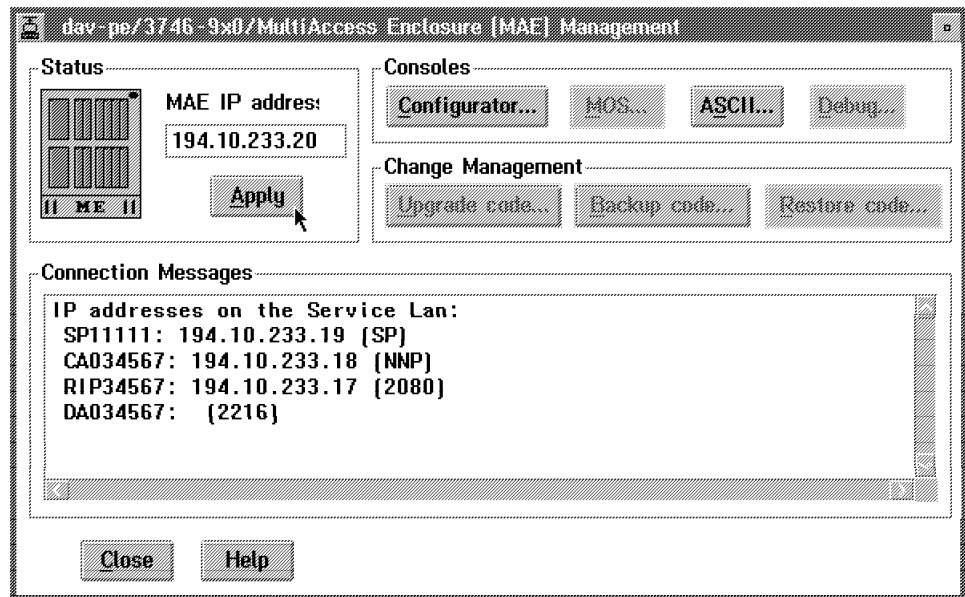 dav-pe/3746-9x0/MultiAccess Enclosure (MAE) Management
Status
MAE IP address
194.10.233.20
Apply
ME
Consoles
Configurator...
MOS...
ASCII...
Debug...
Change Management
Upgrade code...
Backup code...
Restore code...
Connection Messages
IP addresses on the Service Lan:
SP11111: 194.10.233.19 (SP)
CA034567: 194.10.233.18 (NNP)
RIP34567: 194.10.233.17 (2080)
DA034567:  (2216)
Close
Help